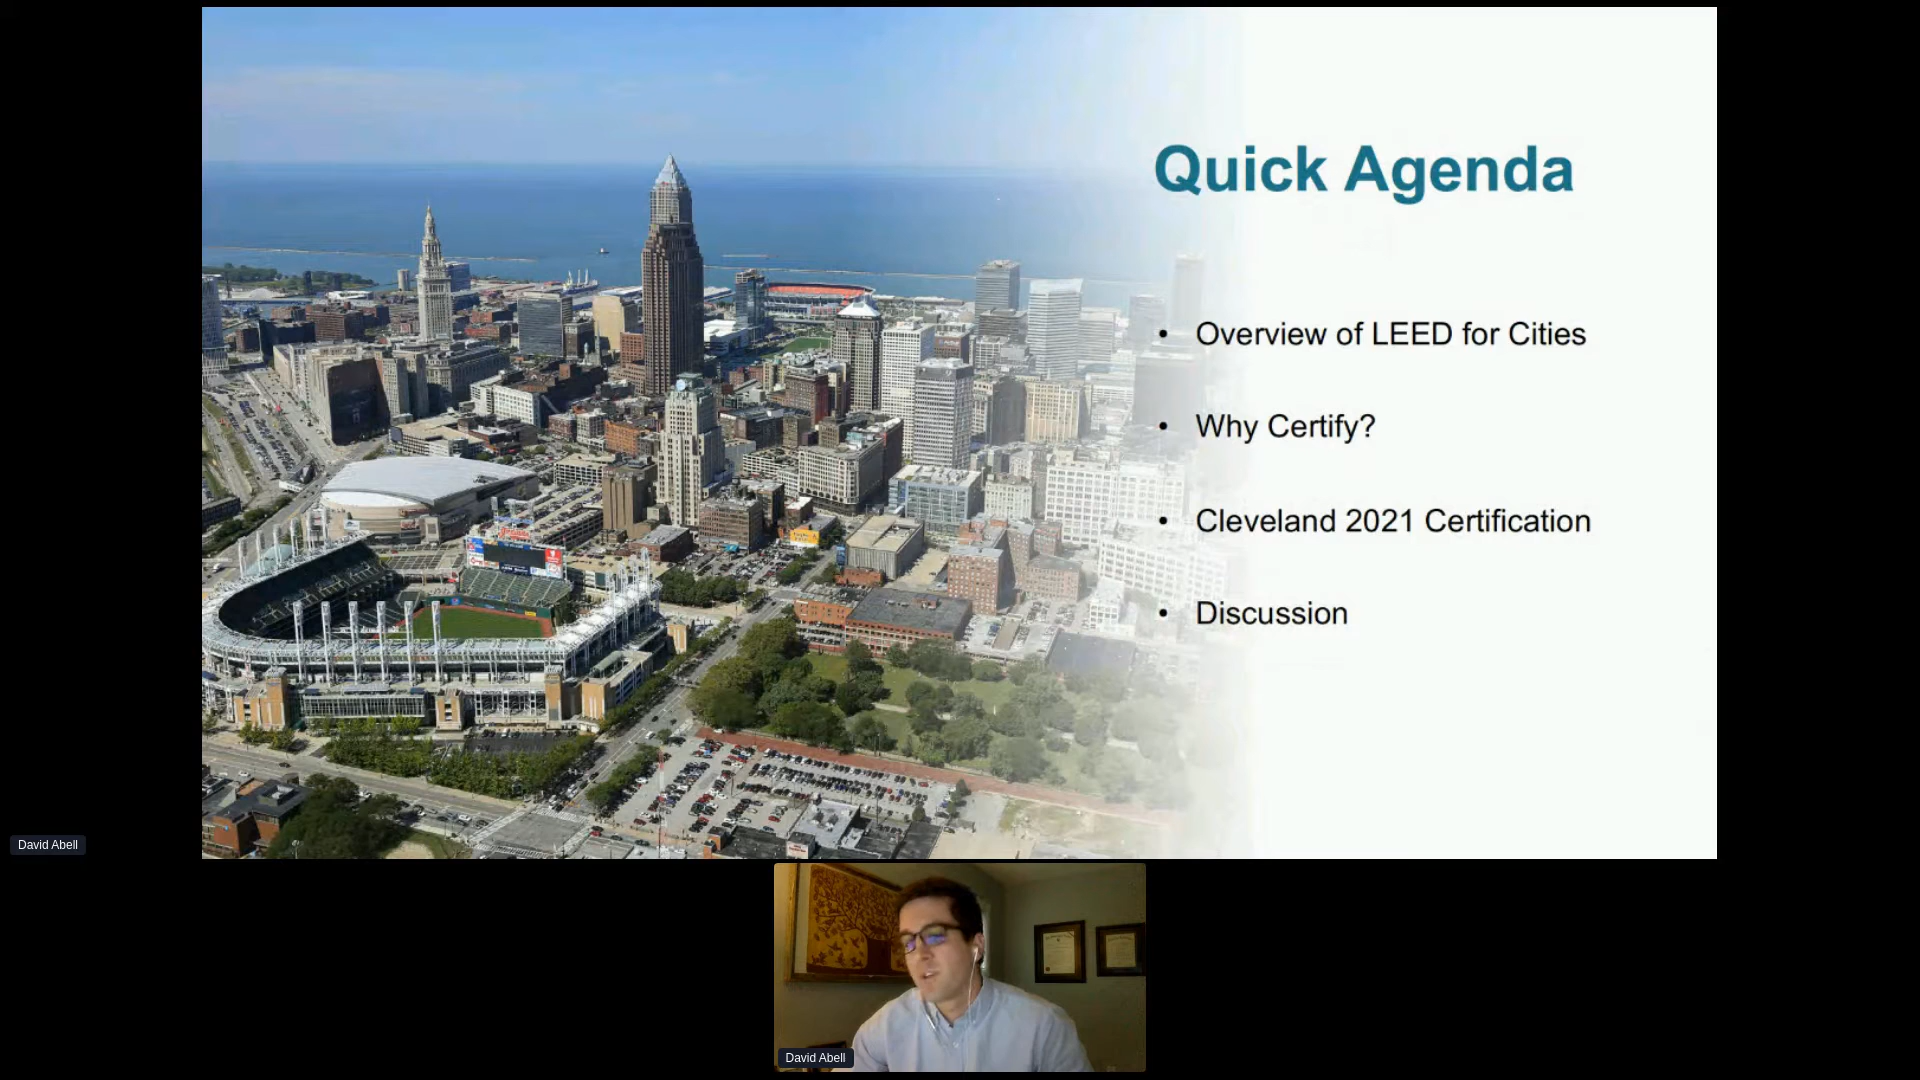 Quick Agenda
• Overview of LEED for Cities
• Why Certify?
• Cleveland 2021 Certification
• Discussion
David Abell
David Abell